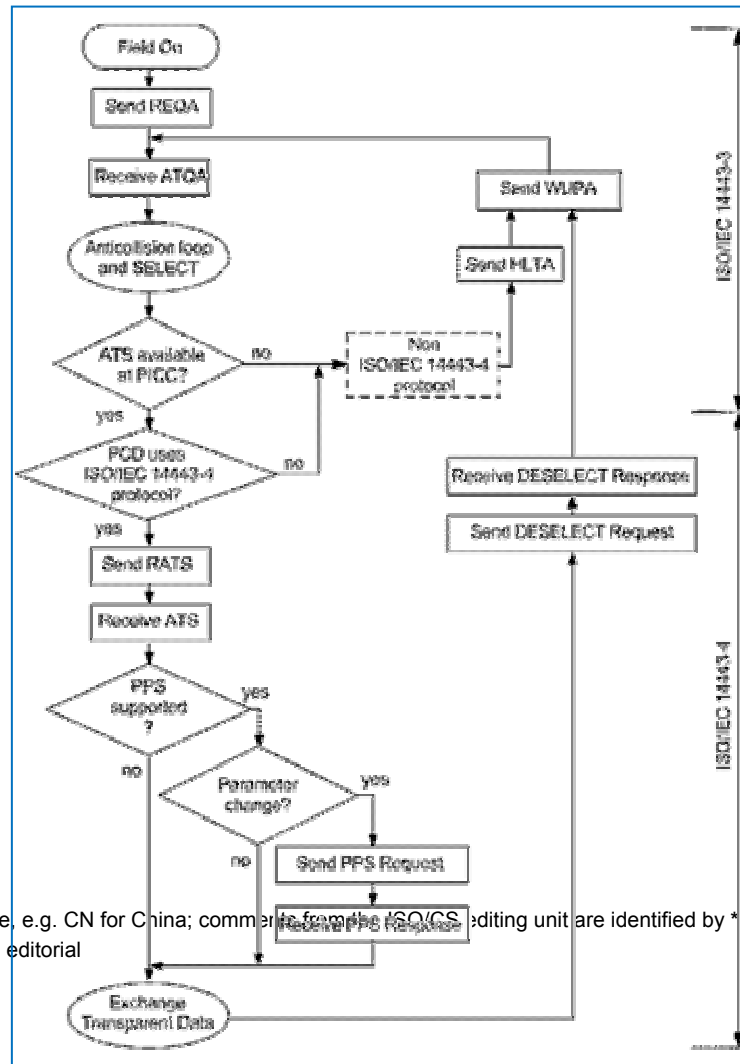 Field On
Send REQA
Receive ATQA
Anticollision loop
and SELECT
Send WUPA
Send HLTA
ATS available
at PICC?
no
yes
Non
ISO/IEC 14443-4
protocol
PCD uses
ISO/IEC 14443-4
protocol?
no
yes
Send RATS
Receive ATS
PPS
supported
?
yes
no
Parameter
change?
yes
no
Send PPS Request
Receive PPS Response
Exchange
Transparent Data
Receive DESELECT Response
Send DESELECT Request
ISO/IEC 14443-3
ISO/IEC 14443-4
e, e.g. CN for China; comments from the ISO/CS editing unit are identified by *
editorial